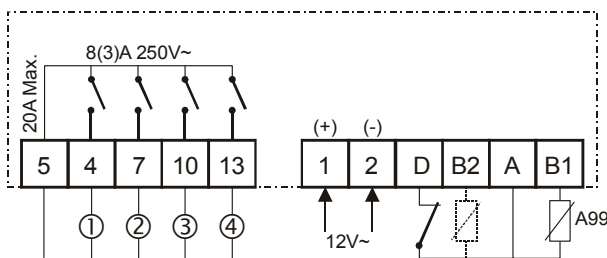 8(3)A 250V~
20A Max.
(+) (-)
5 4 7 10 13 1 2 D B2 A B1
① ② ③ ④
12V~
A99